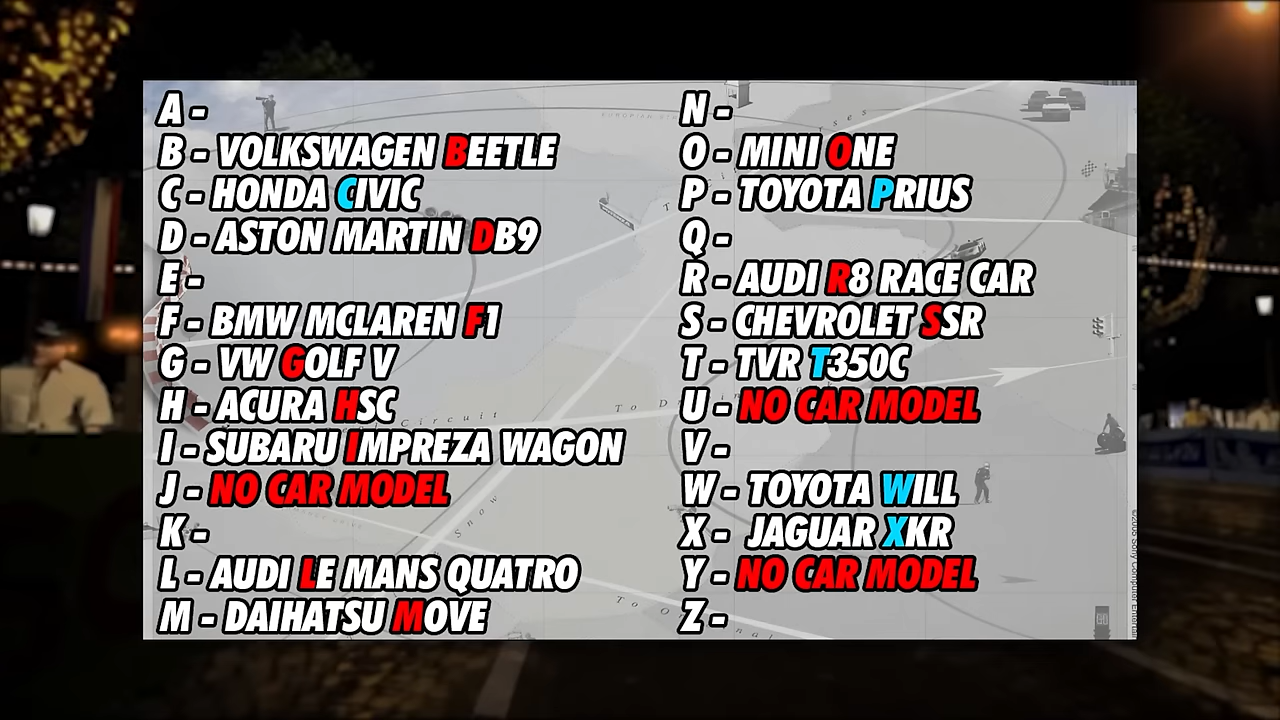 A -
B - VOLKSWAGEN BEETLE
C - HONDA CIVIC
D - ASTON MARTIN DB9
E -
F - BMW MCLAREN F1
G - VW GOLF V
H - ACURA HSC
I - SUBARU IMPREZA WAGON
J - NO CAR MODEL
K -
L - AUDI LE MANS QUATRO
M - DAIHATSU MOVE
N -
O - MINI ONE
P - TOYOTA PRIUS
Q -
R - AUDI R8 RACE CAR
S - CHEVROLET SSR
T - TVR T350C
U - NO CAR MODEL
V -
W - TOYOTA WILL
X - JAGUAR XKR
Y - NO CAR MODEL
Z -